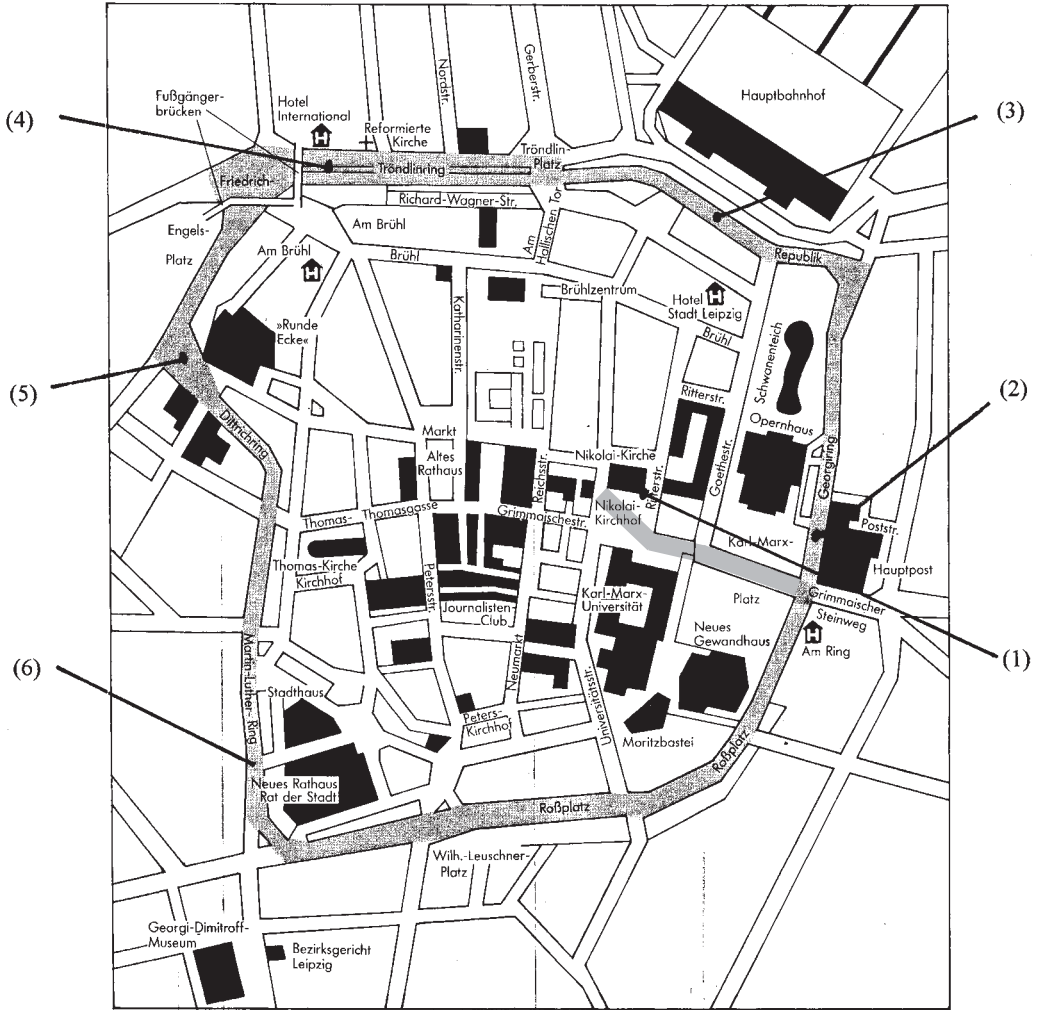 Fußgänger-
brücken
Hotel
International
Nordstr.
Gerberstr.
Hauptbahnhof
(4)
(3)
Reformierte
Kirche
Tröndlin-
Platz
Friedrich-
Tröndlinring
Richard-Wagner-Str.
Engels-
Platz
Am Brühl
Am
Hallischen Tor
Republik
Am Brühl
Brühl
Brühlzentrum
Hotel
Stadt Leipzig
»Runde
Ecke«
Katharinenstr.
Brühl
Schwanenteich
(5)
(2)
Ritterstr.
Dittrichring
Markt
Altes
Rathaus
Opernhaus
Nikolai-Kirche
Reichsstr.
Ritterstr.
Goethestr.
Georgiring
Thomas-
Thomasgasse
Grimmaischestr.
Nikolai-
Kirchhof
Karl-Marx-
Poststr.
Thomas-Kirche
Kirchhof
Hauptpost
Petersstr.
Journalisten-
Club
Karl-Marx-
Universität
Platz
Grimmaischer
Steinweg
Neues
Gewandhaus
Am Ring
(1)
(6)
Martin-Luther-Ring
Neumarkt
Universitätsstr.
Stadthaus
Peters-
Kirchhof
Moritzbastei
Roßplatz
Neues Rathaus
Rat der Stadt
Roßplatz
Wilh.-Leuschner-
Platz
Georgi-Dimitroff-
Museum
Bezirksgericht
Leipzig